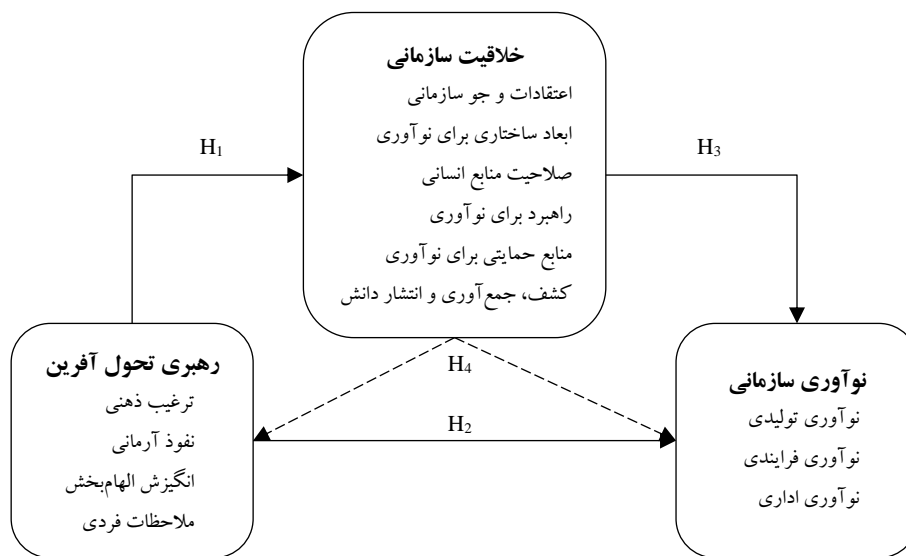 خلاقیت سازمانی
اعتقادات و جو سازمانی
ابعاد ساختاری برای نوآوری
صلاحیت منابع انسانی
راهبرد برای نوآوری
منابع حمایتی برای نوآوری
کشف، جمع‌آوری و انتشار دانش
H1
H3
رهبری تحول آفرین
ترغیب ذهنی
نفوذ آرمانی
انگیزش الهام‌بخش
ملاحظات فردی
H4
H2
نوآوری سازمانی
نوآوری تولیدی
نوآوری فرایندی
نوآوری اداری